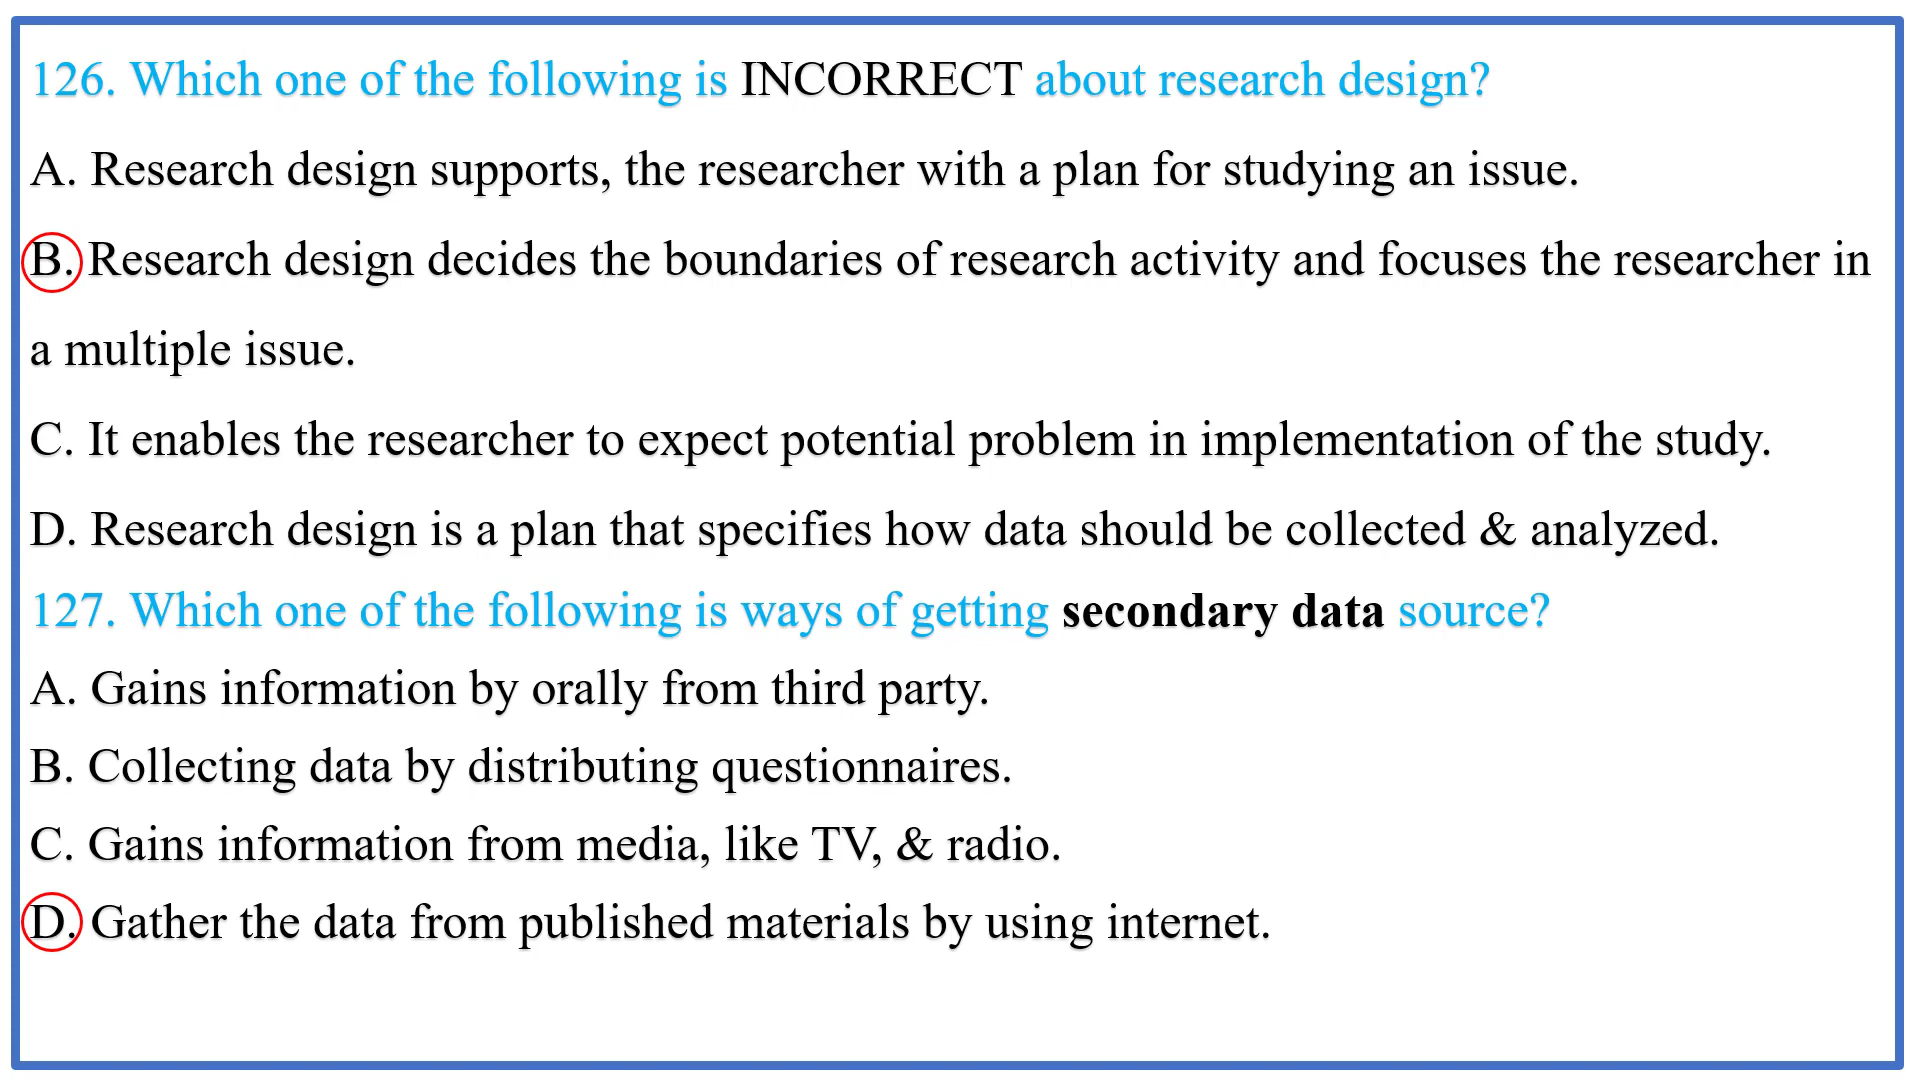 126. Which one of the following is INCORRECT about research design?
A. Research design supports, the researcher with a plan for studying an issue.
B. Research design decides the boundaries of research activity and focuses the researcher in
a multiple issue.
C. It enables the researcher to expect potential problem in implementation of the study.
D. Research design is a plan that specifies how data should be collected & analyzed.
127. Which one of the following is ways of getting secondary data source?
A. Gains information by orally from third party.
B. Collecting data by distributing questionnaires.
C. Gains information from media, like TV, & radio.
D. Gather the data from published materials by using internet.